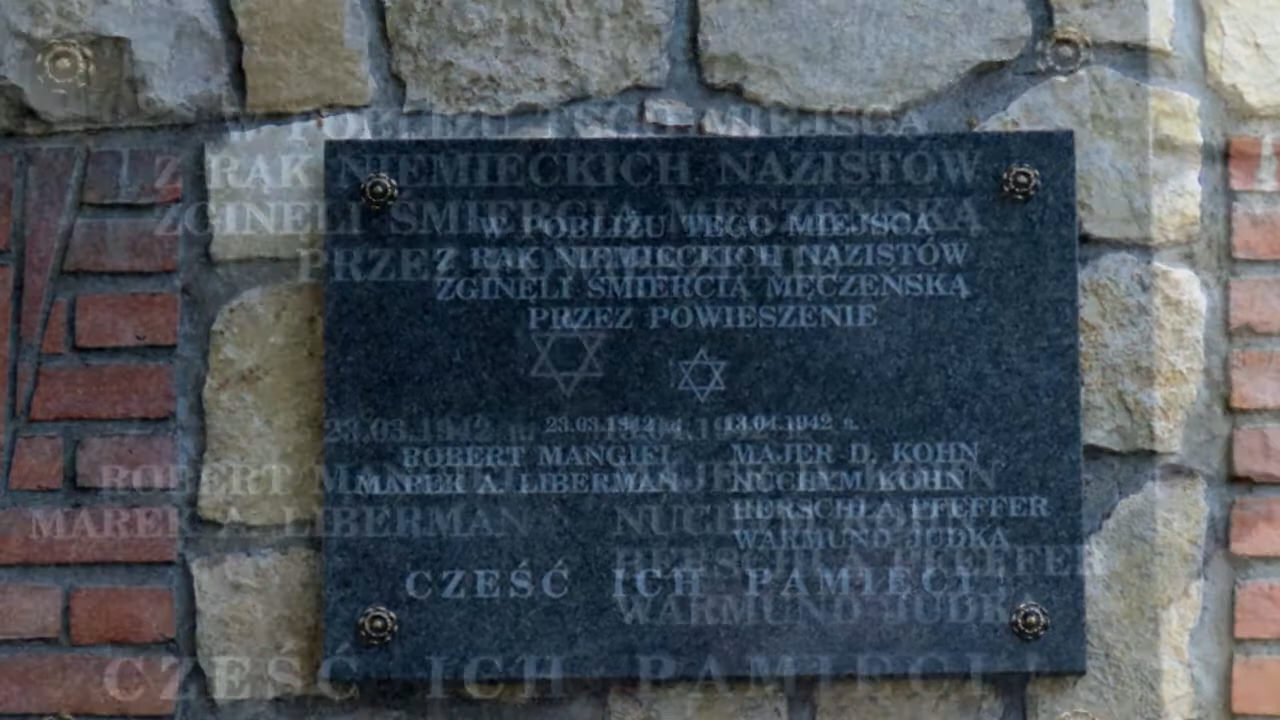 W POBLIŻU TEGO MIEJSCA
Z RĄK NIEMIECKICH NAZISTÓW
ZGINĘLI ŚMIERCIĄ MĘCZEŃSKĄ
PRZEZ POWIESZENIE
23.03.1942 r. 13.04.1942 r.
ROBERT MANGIEL MAJER D. KOHN
MAREK A. LIBERMAN NUCHYM KOHN
HERSCHLA PFEFFER
WARMUND JUDKA
CZEŚĆ ICH PAMIĘCI !